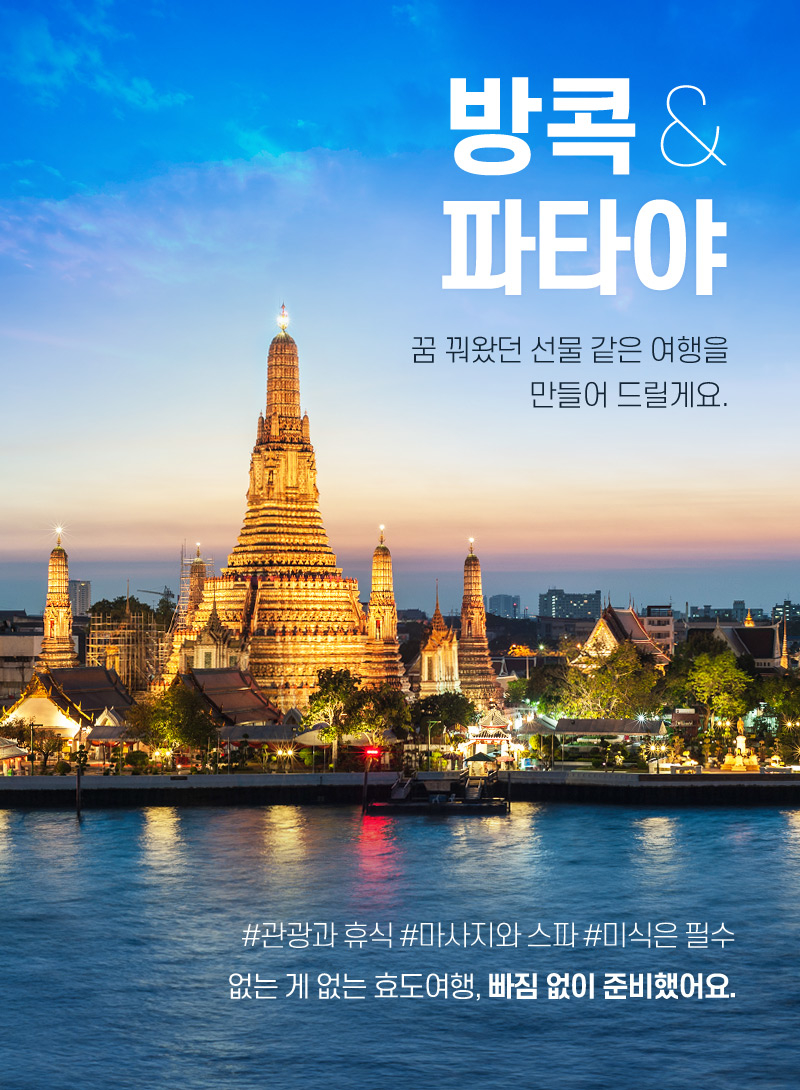 방콕 &
파타야
꿈 꿔왔던 선물 같은 여행을
만들어 드릴게요.
#관광과 휴식 #마사지와 스파 #미식은 필수
없는 게 없는 효도여행, 빠짐 없이 준비했어요.